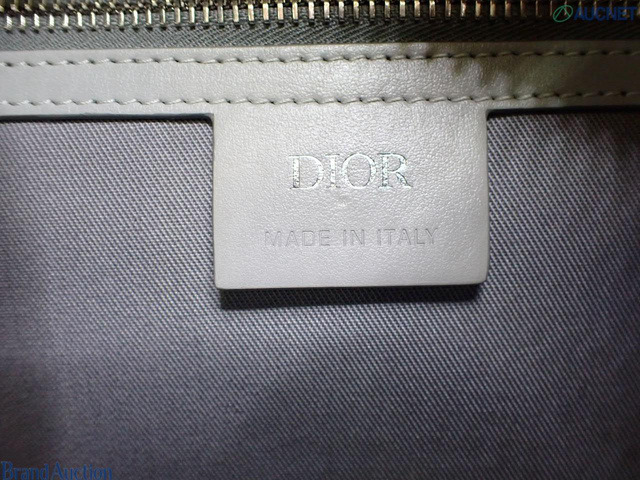 AUCNET
DIOR
MADE IN ITALY
Brand Auction